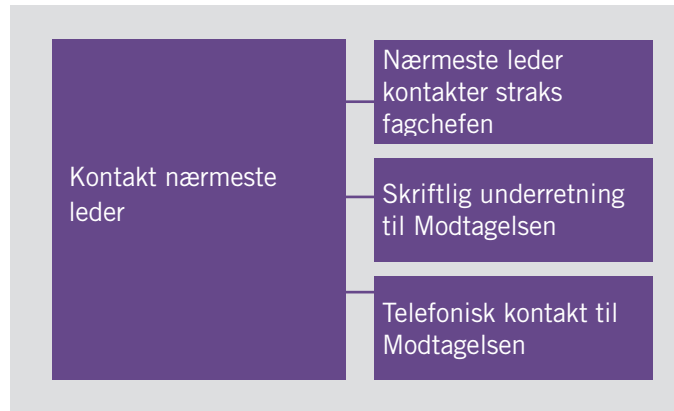 Kontakt nærmeste
leder
Nærmeste leder
kontakter straks
fagchefen
Skriftlig underretning
til Modtagelsen
Telefonisk kontakt til
Modtagelsen